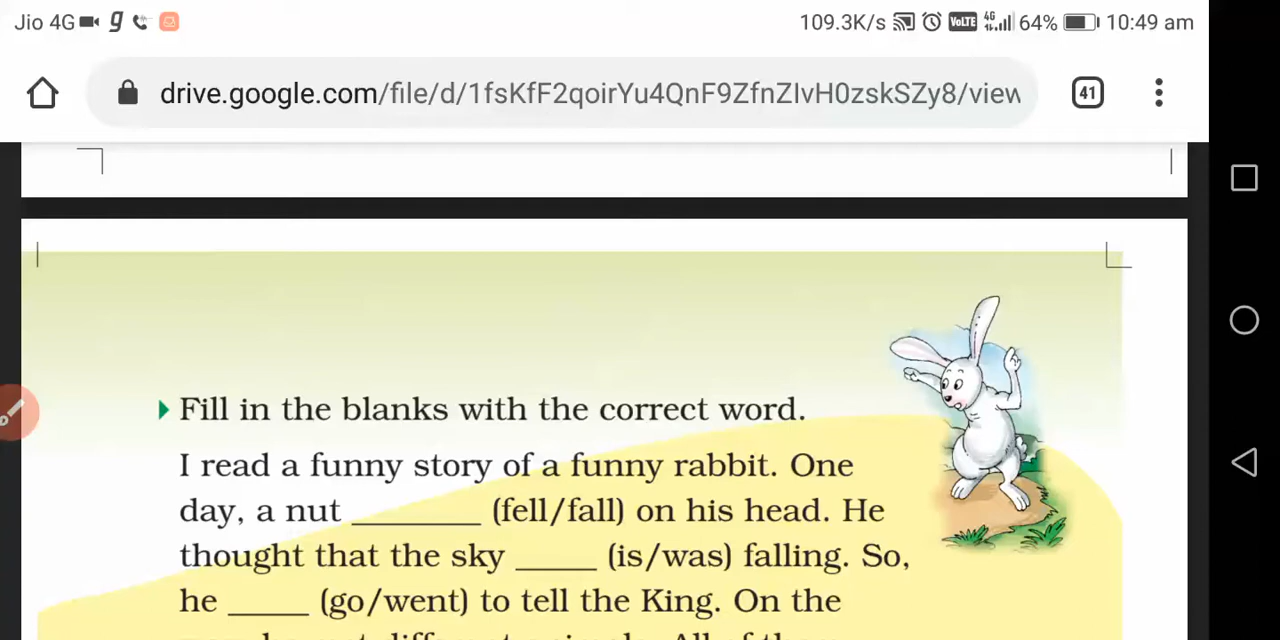 Jio 4G 109.3K/s VoLTE 4G 64% 10:49 am
drive.google.com/file/d/1fsKfF2qoirYu4QnF9ZfnZIvH0zskSZy8/view 41
Fill in the blanks with the correct word.
I read a funny story of a funny rabbit. One
day, a nut ________ (fell/fall) on his head. He
thought that the sky _____ (is/was) falling. So,
he _____ (go/went) to tell the King. On the